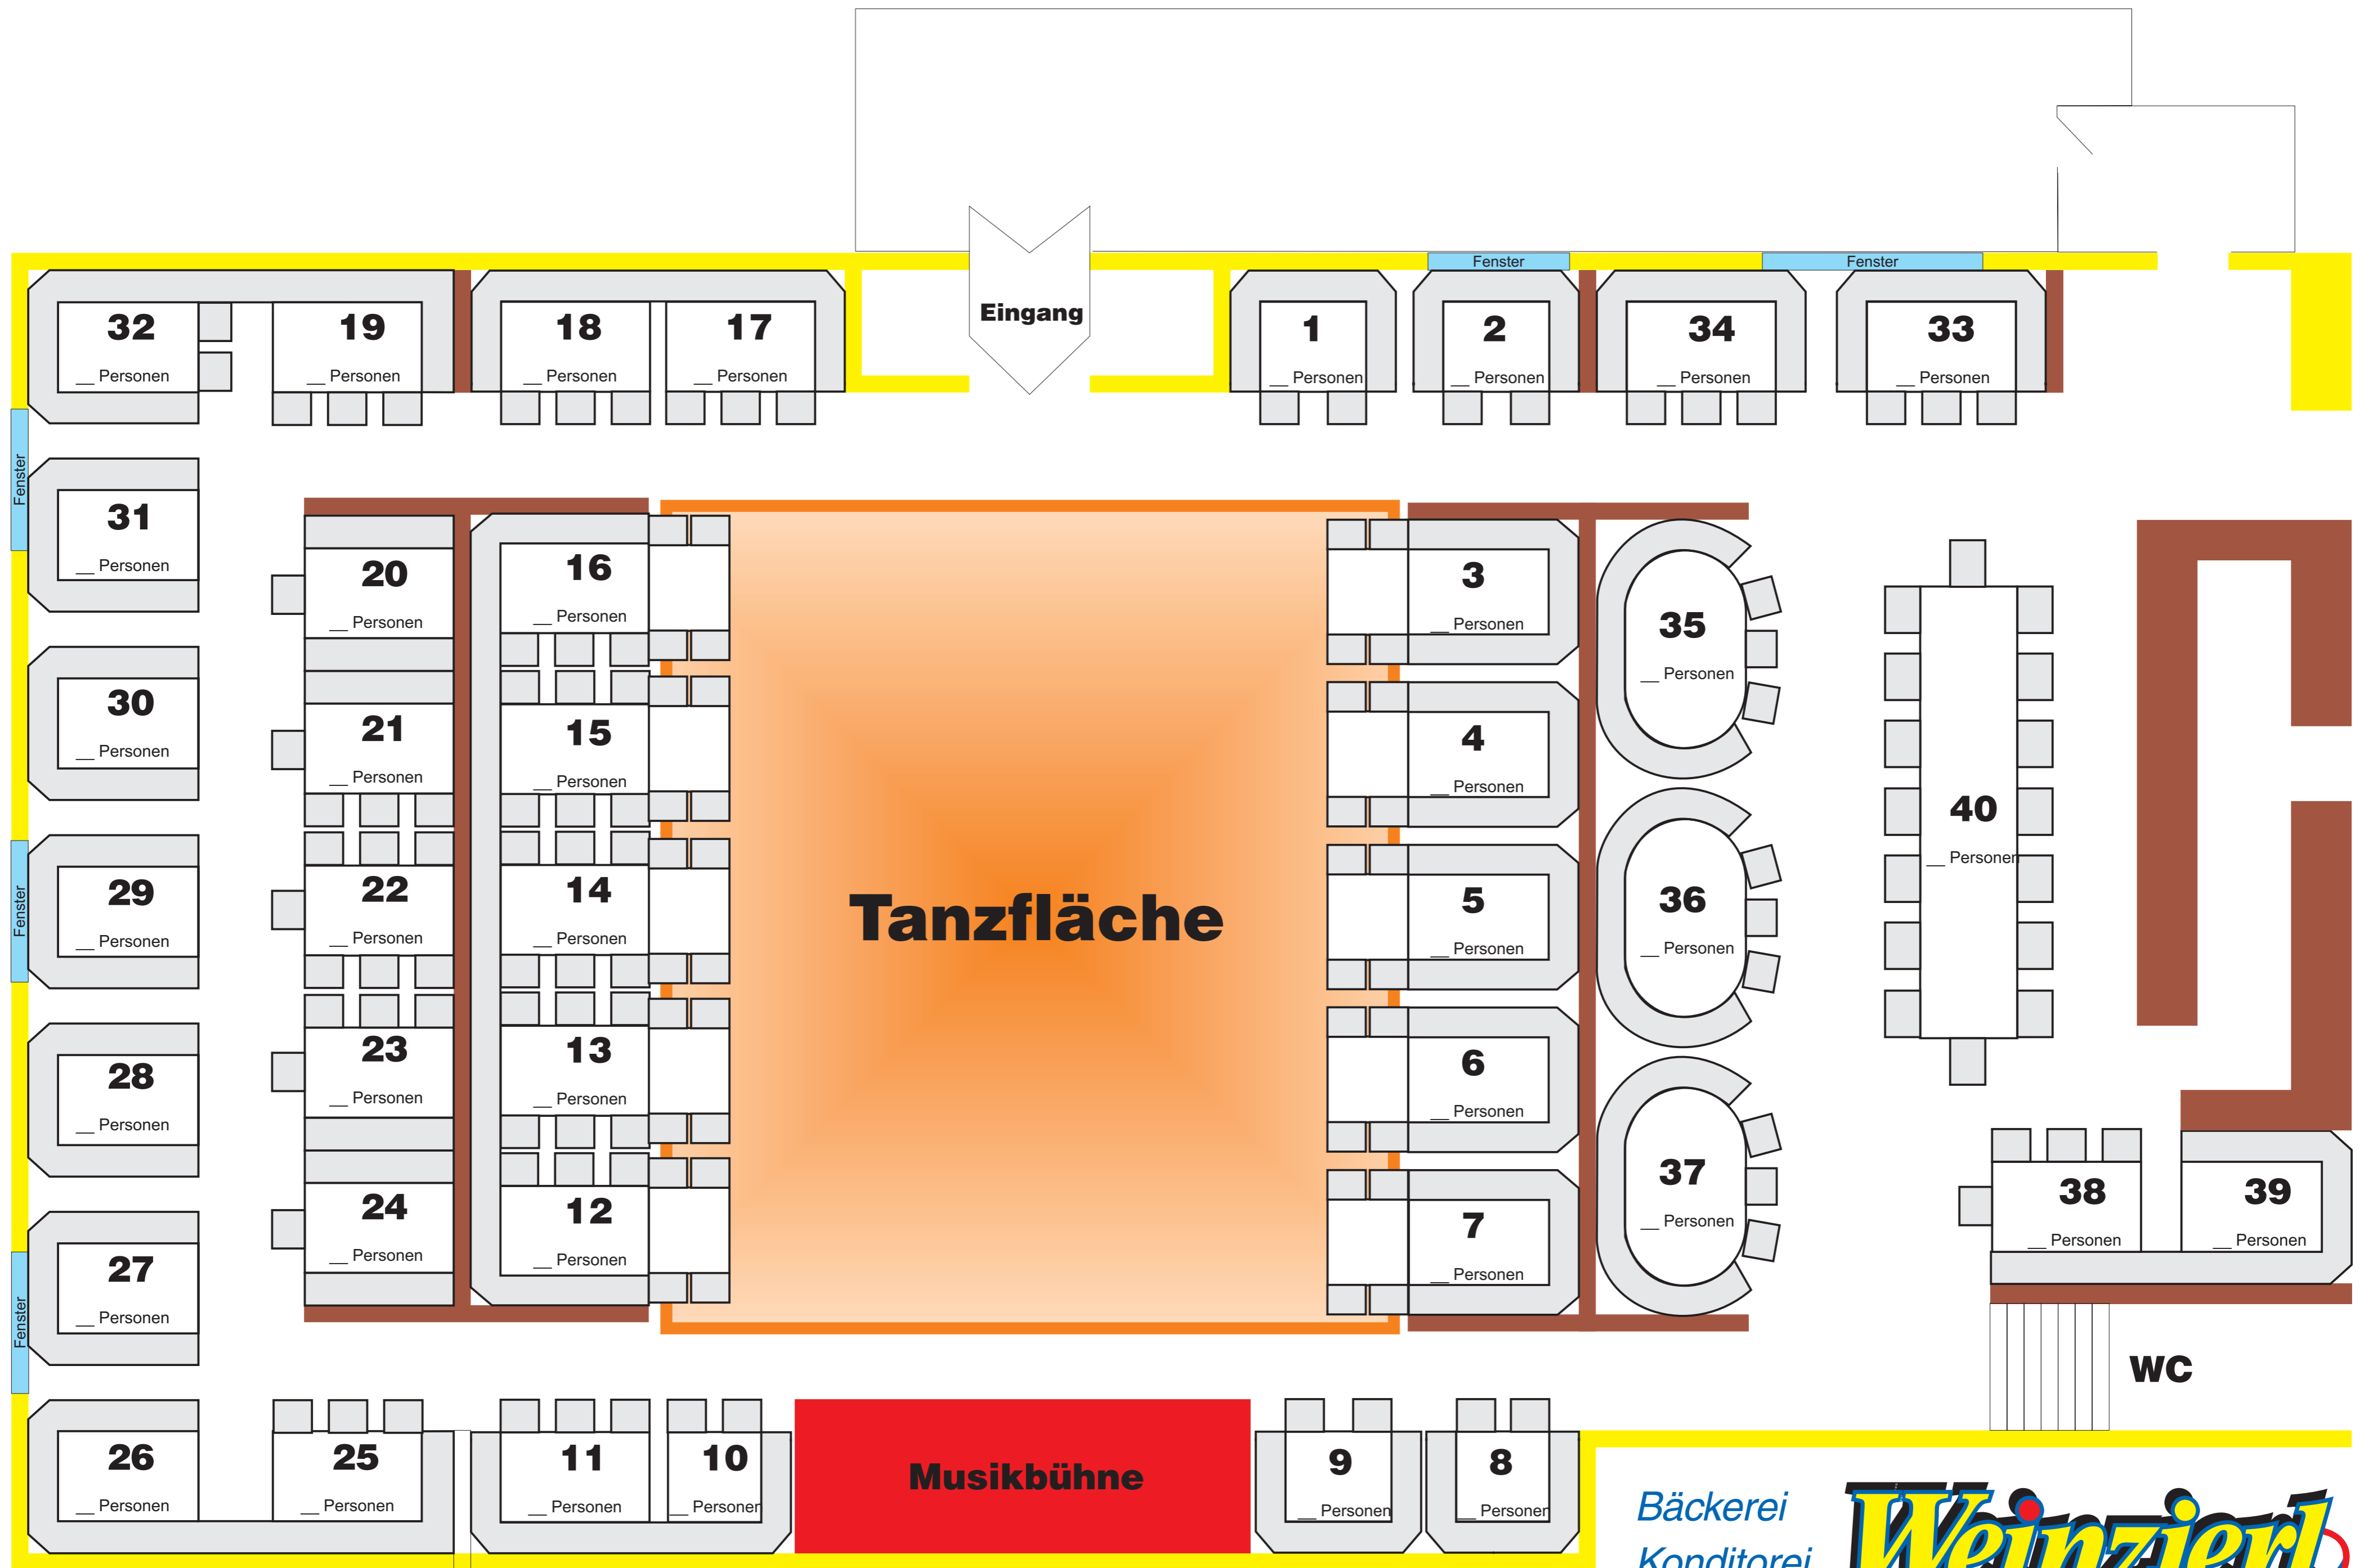 Fenster
Fenster
Eingang
32
__ Personen
19
__ Personen
18
__ Personen
17
__ Personen
1
__ Personen
2
__ Personen
34
__ Personen
33
__ Personen
Fenster
31
__ Personen
20
__ Personen
16
__ Personen
3
__ Personen
35
__ Personen
30
__ Personen
21
__ Personen
15
__ Personen
4
__ Personen
40
__ Personen
Fenster
29
__ Personen
22
__ Personen
14
__ Personen
Tanzfläche
5
__ Personen
36
__ Personen
28
__ Personen
23
__ Personen
13
__ Personen
6
__ Personen
37
__ Personen
38
__ Personen
39
__ Personen
Fenster
27
__ Personen
24
__ Personen
12
__ Personen
7
__ Personen
WC
26
__ Personen
25
__ Personen
11
__ Personen
10
__ Personen
Musikbühne
9
__ Personen
8
__ Personen
Bäckerei
Konditorei
Weinzierl